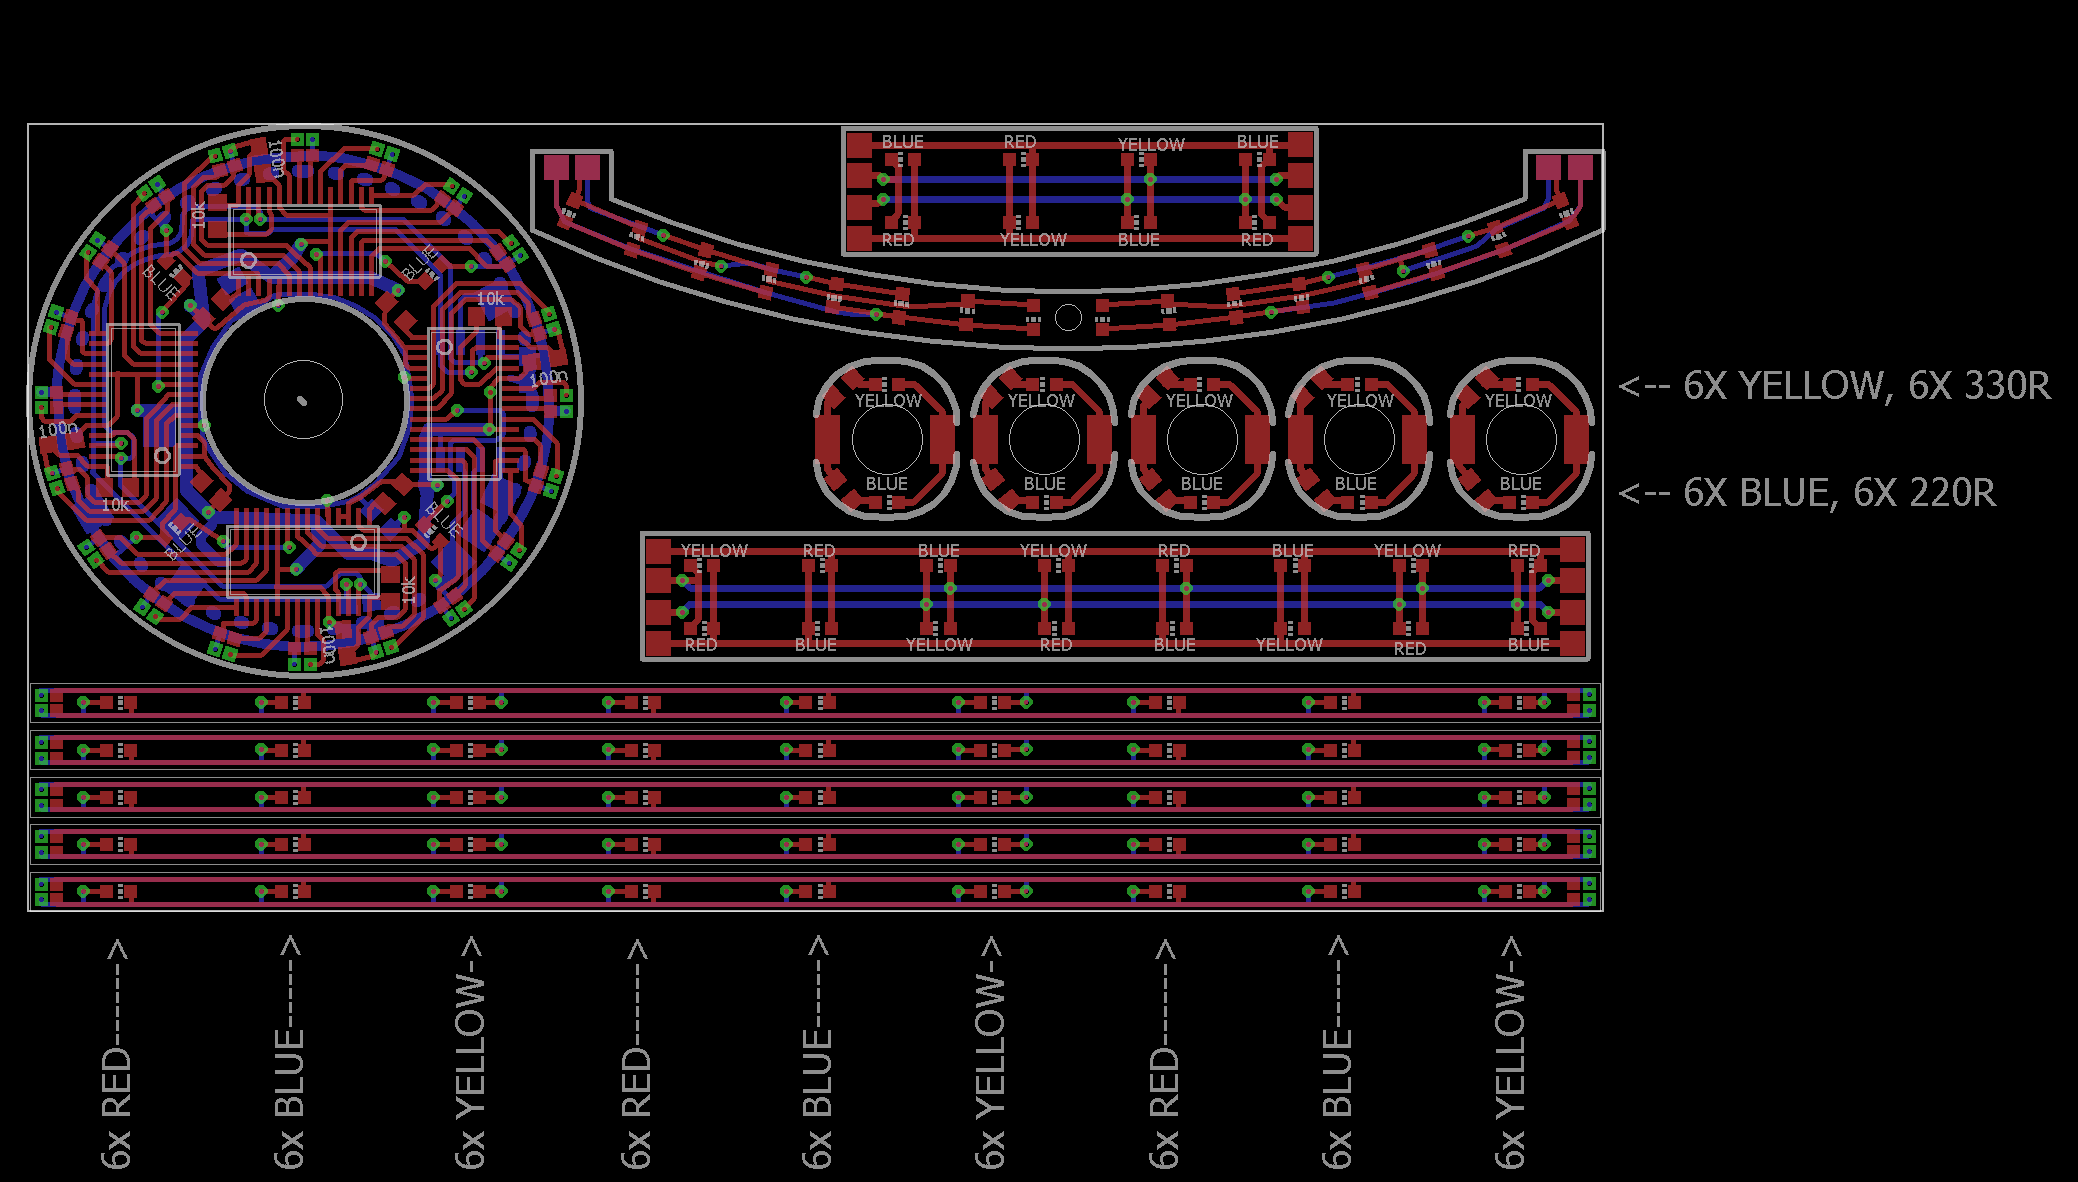 100n
10k
BLUE
BLUE
10k
100n
100n
10k
BLUE
BLUE
10k
100n
BLUE RED YELLOW BLUE
RED YELLOW BLUE RED
YELLOW YELLOW YELLOW YELLOW YELLOW
BLUE BLUE BLUE BLUE BLUE
<-- 6X YELLOW, 6X 330R
<-- 6X BLUE, 6X 220R
YELLOW RED BLUE YELLOW RED BLUE YELLOW RED
RED BLUE YELLOW RED BLUE YELLOW RED BLUE
6x RED------->
6x BLUE------>
6x YELLOW->
6x RED------->
6x BLUE------>
6x YELLOW->
6x RED------->
6x BLUE------>
6x YELLOW->